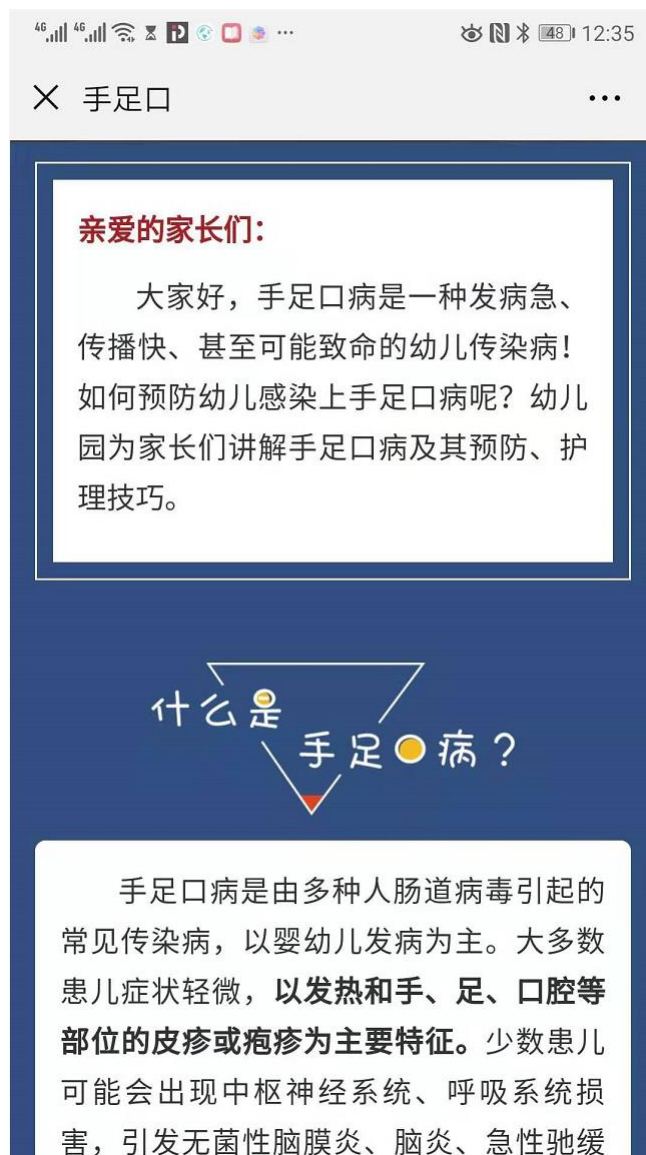 4G 4G 48 12:35
手足口
亲爱的家长们：
大家好，手足口病是一种发病急、
传播快、甚至可能致命的幼儿传染病！
如何预防幼儿感染上手足口病呢？幼儿
园为家长们讲解手足口病及其预防、护
理技巧。
什么是
手足口病？
手足口病是由多种人肠道病毒引起的
常见传染病，以婴幼儿发病为主。大多数
患儿症状轻微，以发热和手、足、口腔等
部位的皮疹或疱疹为主要特征。少数患儿
可能会出现中枢神经系统、呼吸系统损
害，引发无菌性脑膜炎、脑炎、急性驰缓